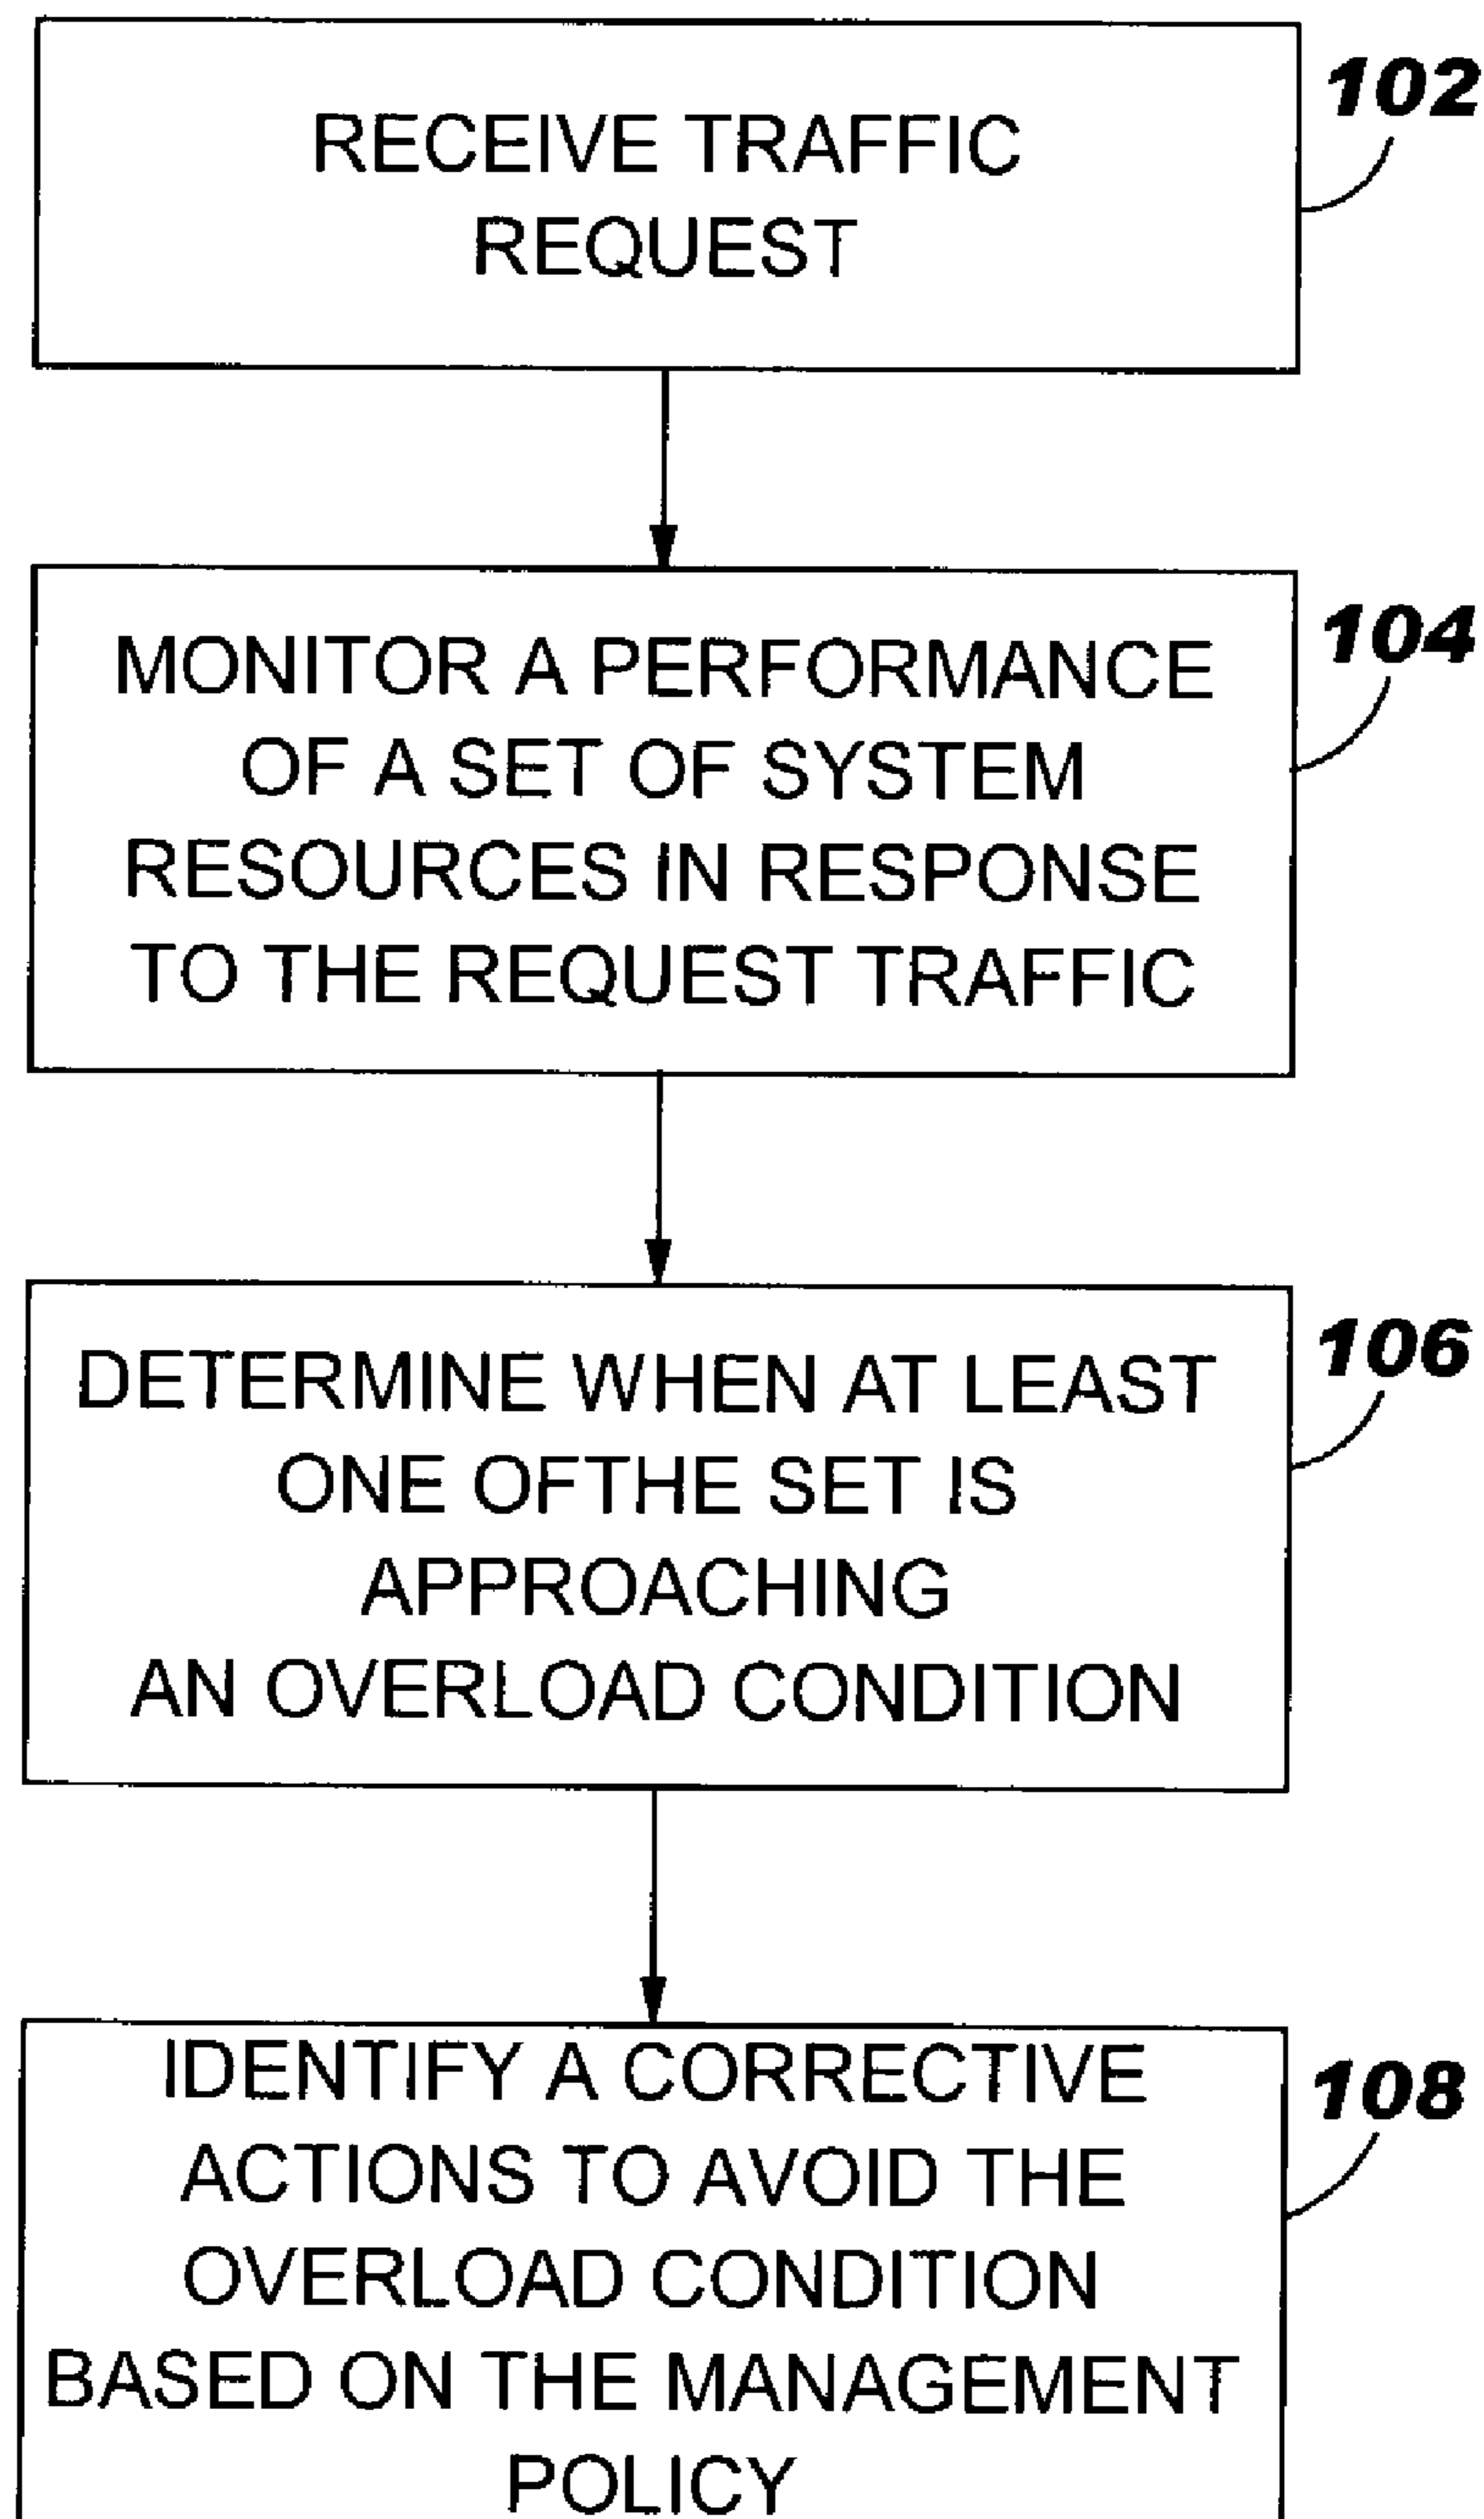 RECEIVE TRAFFIC
REQUEST
102
MONITOR A PERFORMANCE
OF A SET OF SYSTEM
RESOURCES IN RESPONSE
TO THE REQUEST TRAFFIC
104
DETERMINE WHEN AT LEAST
ONE OFTHE SET IS
APPROACHING
AN OVERLOAD CONDITION
106
IDENTIFY A CORRECTIVE
ACTIONS TO AVOID THE
OVERLOAD CONDITION
BASED ON THE MANAGEMENT
POLICY
108